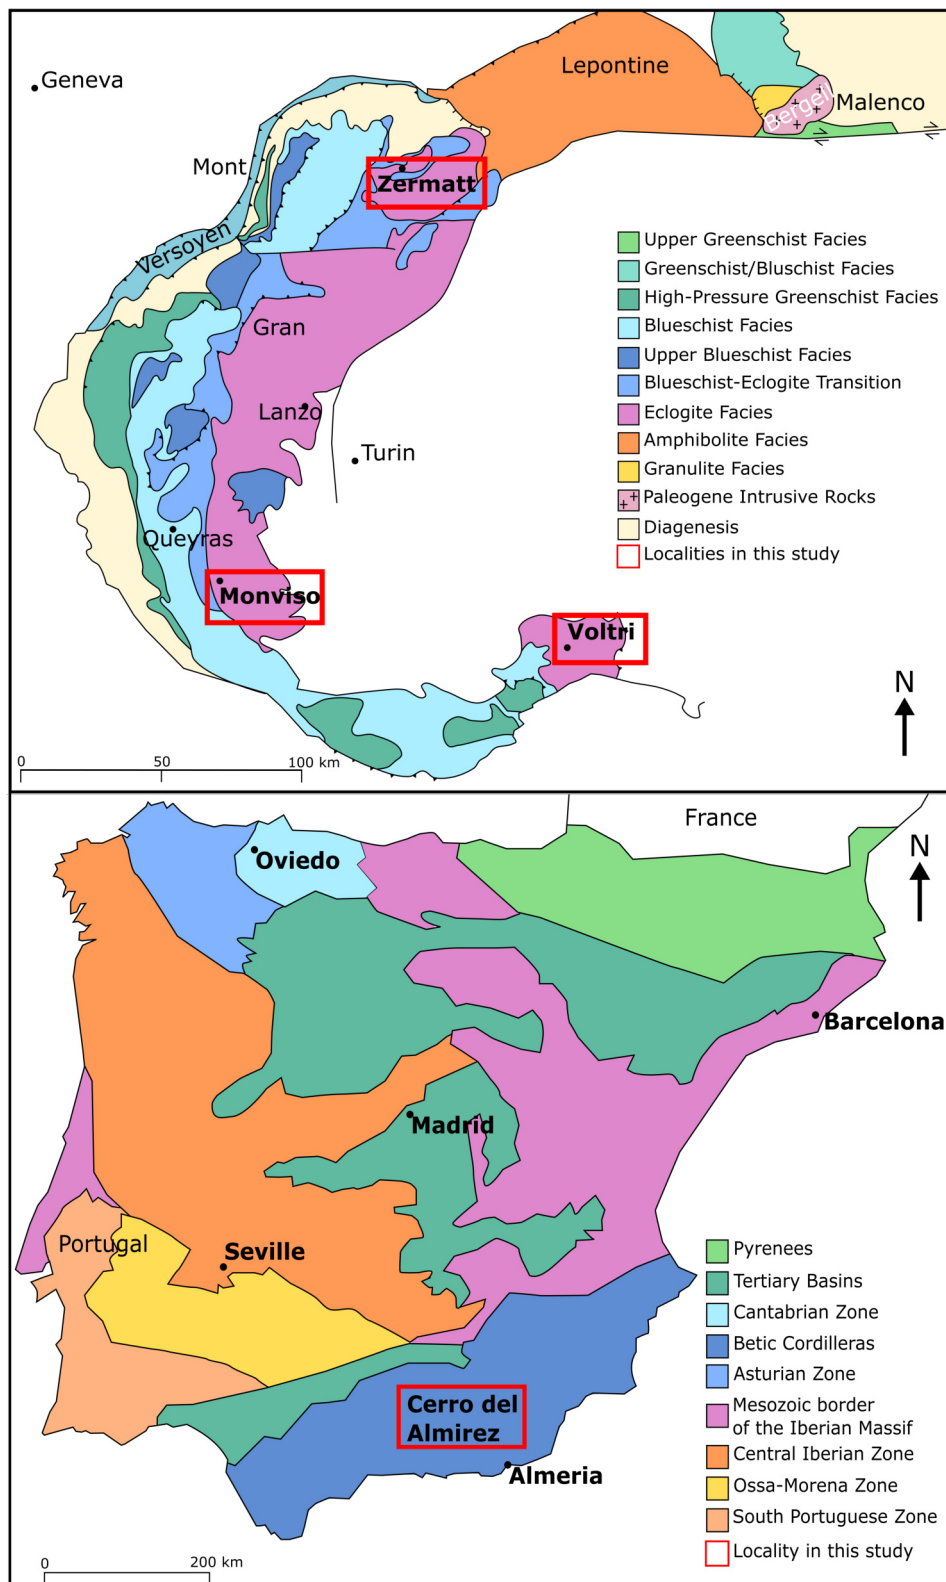 Geneva
Lepontine
Bergell
Malenco
Mont
Zermatt
Versoyen
Gran
Lanzo
Turin
Queyras
Monviso
Voltri
Upper Greenschist Facies
Greenschist/Bluschist Facies
High-Pressure Greenschist Facies
Blueschist Facies
Upper Blueschist Facies
Blueschist-Eclogite Transition
Eclogite Facies
Amphibolite Facies
Granulite Facies
Paleogene Intrusive Rocks
Diagenesis
Localities in this study
N
0 50 100 km
France
N
Oviedo
Barcelona
Madrid
Portugal
Seville
Cerro del
Almirez
Almeria
Pyrenees
Tertiary Basins
Cantabrian Zone
Betic Cordilleras
Asturian Zone
Mesozoic border
of the Iberian Massif
Central Iberian Zone
Ossa-Morena Zone
South Portuguese Zone
Locality in this study
0 200 km